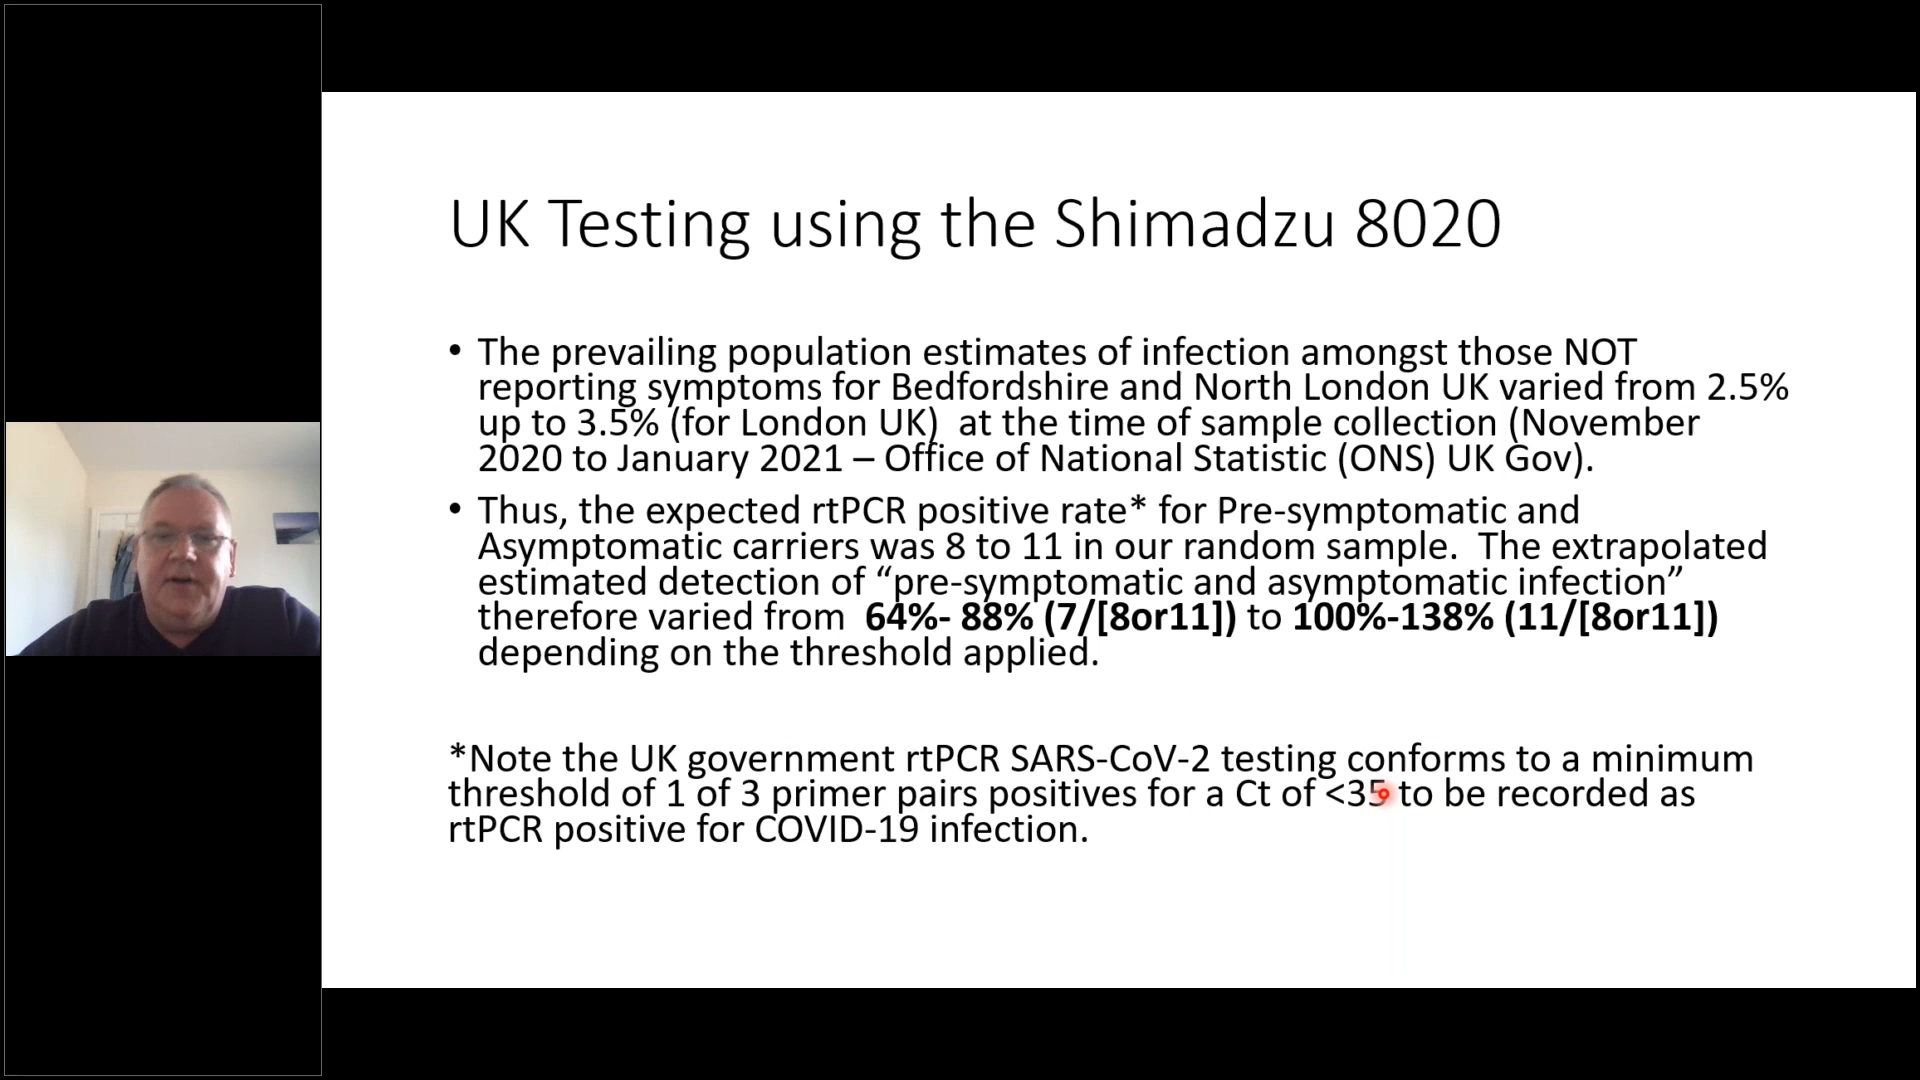 UK Testing using the Shimadzu 8020
• The prevailing population estimates of infection amongst those NOT
reporting symptoms for Bedfordshire and North London UK varied from 2.5%
up to 3.5% (for London UK)  at the time of sample collection (November
2020 to January 2021 – Office of National Statistic (ONS) UK Gov).
• Thus, the expected rtPCR positive rate* for Pre-symptomatic and
Asymptomatic carriers was 8 to 11 in our random sample.  The extrapolated
estimated detection of “pre-symptomatic and asymptomatic infection”
therefore varied from  64%- 88% (7/[8or11]) to 100%-138% (11/[8or11])
depending on the threshold applied.
*Note the UK government rtPCR SARS-CoV-2 testing conforms to a minimum
threshold of 1 of 3 primer pairs positives for a Ct of <35 to be recorded as
rtPCR positive for COVID-19 infection.